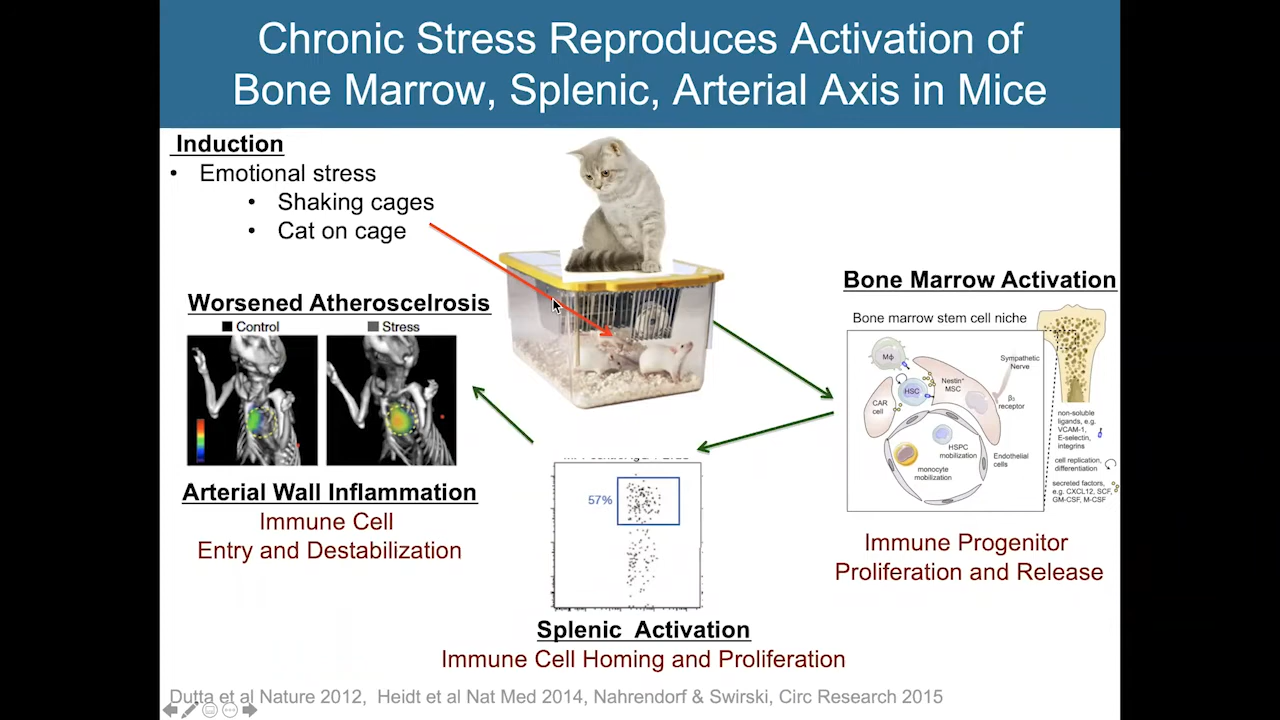 Chronic Stress Reproduces Activation of
Bone Marrow, Splenic, Arterial Axis in Mice
Induction
• Emotional stress
• Shaking cages
• Cat on cage
Worsened Atheroscelrosis
Control
Stress
Arterial Wall Inflammation
Immune Cell
Entry and Destabilization
57%
Splenic Activation
Immune Cell Homing and Proliferation
Bone Marrow Activation
Bone marrow stem cell niche
Mϕ
Sympathetic
Nerve
HSC
Nestin⁺
MSC
CAR
cell
β₃
receptor
HSPC
mobilization
monocyte
mobilization
Endothelial
cells
non-soluble
ligands, e.g.
VCAM-1,
E-selectin,
integrins
cell replication,
differentiation
secreted factors,
e.g. CXCL12, SCF,
GM-CSF, M-CSF
Immune Progenitor
Proliferation and Release
Dutta et al Nature 2012, Heidt et al Nat Med 2014, Nahrendorf & Swirski, Circ Research 2015